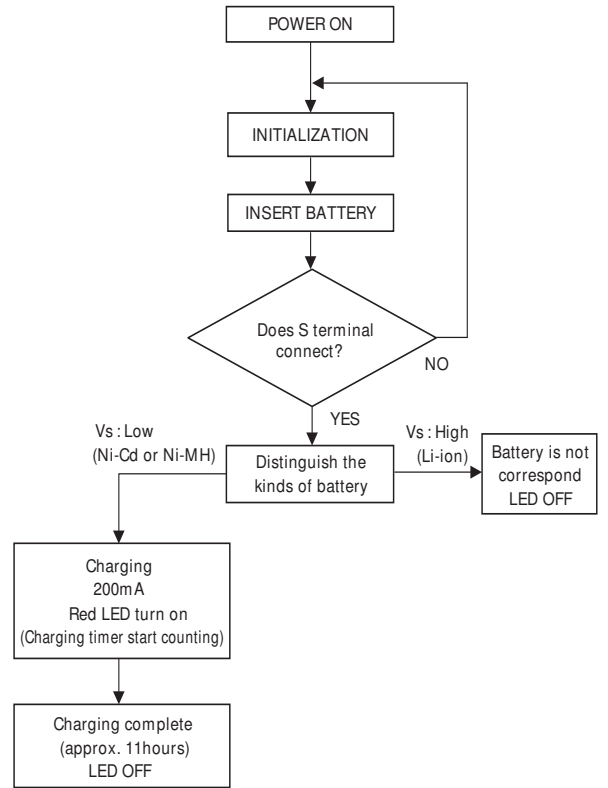 POWER ON
INITIALIZATION
INSERT BATTERY
Does S terminal
connect?
NO
YES
Vs : Low
(Ni-Cd or Ni-MH)
Vs : High
(Li-ion)
Distinguish the
kinds of battery
Battery is not
correspond
LED OFF
Charging
200mA
Red LED turn on
(Charging timer start counting)
Charging complete
(approx. 11hours)
LED OFF